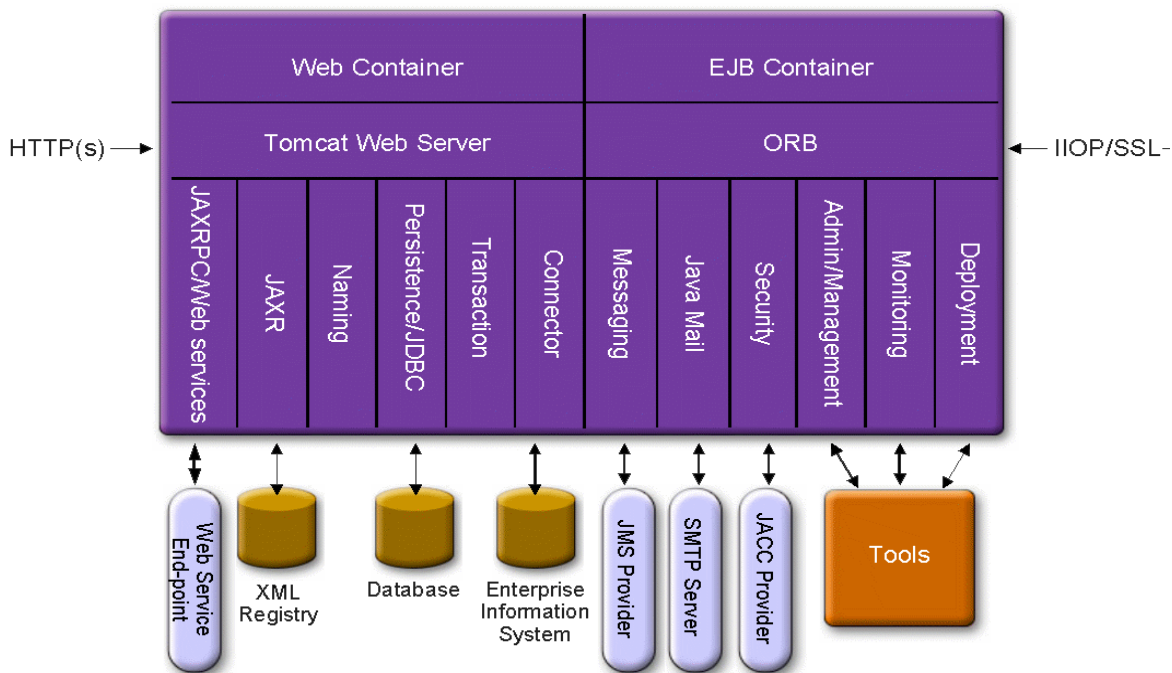 Web Container
EJB Container
HTTP(s)
Tomcat Web Server
ORB
IIOP/SSL
JAXRPC/Web services
JAXR
Naming
Persistence/JDBC
Transaction
Connector
Messaging
Java Mail
Security
Admin/Management
Monitoring
Deployment
Web Service
End-point
XML
Registry
Database
Enterprise
Information
System
JMS Provider
SMTP Server
JACC Provider
Tools